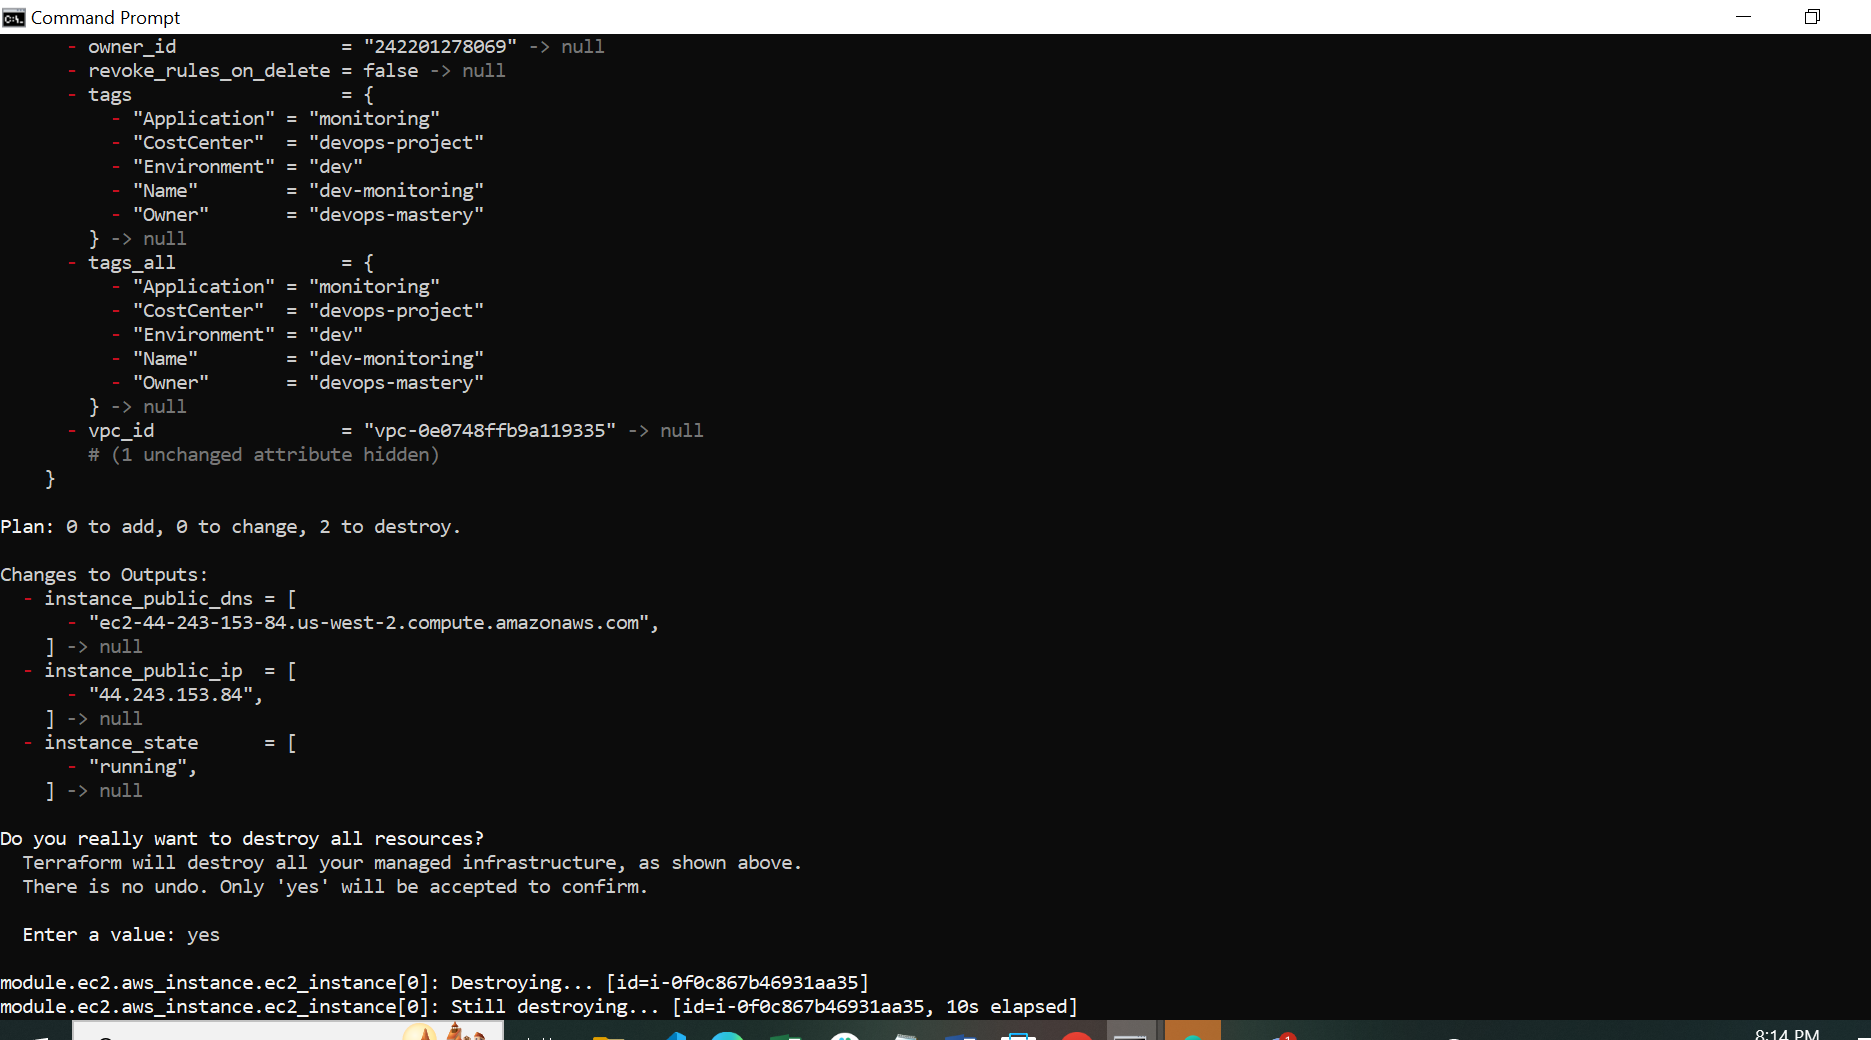 Command Prompt
- owner_id = "242201278069" -> null
- revoke_rules_on_delete = false -> null
- tags = {
- "Application" = "monitoring"
- "CostCenter" = "devops-project"
- "Environment" = "dev"
- "Name" = "dev-monitoring"
- "Owner" = "devops-mastery"
} -> null
- tags_all = {
- "Application" = "monitoring"
- "CostCenter" = "devops-project"
- "Environment" = "dev"
- "Name" = "dev-monitoring"
- "Owner" = "devops-mastery"
} -> null
- vpc_id = "vpc-0e0748ffb9a119335" -> null
# (1 unchanged attribute hidden)
}
Plan: 0 to add, 0 to change, 2 to destroy.
Changes to Outputs:
- instance_public_dns = [
- "ec2-44-243-153-84.us-west-2.compute.amazonaws.com",
] -> null
- instance_public_ip = [
- "44.243.153.84",
] -> null
- instance_state = [
- "running",
] -> null
Do you really want to destroy all resources?
Terraform will destroy all your managed infrastructure, as shown above.
There is no undo. Only 'yes' will be accepted to confirm.
Enter a value: yes
module.ec2.aws_instance.ec2_instance[0]: Destroying... [id=i-0f0c867b46931aa35]
module.ec2.aws_instance.ec2_instance[0]: Still destroying... [id=i-0f0c867b46931aa35, 10s elapsed]
8:14 PM